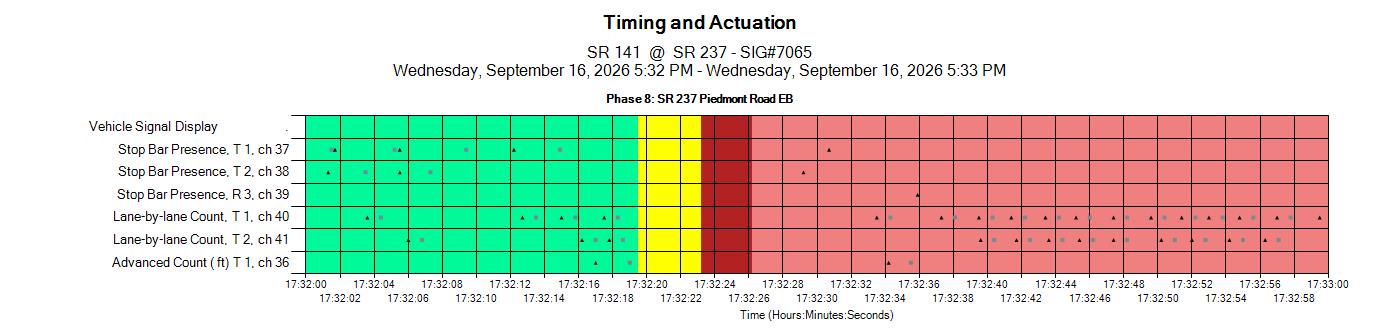 Timing and Actuation
SR 141 @ SR 237 - SIG#7065
Wednesday, September 16, 2026 5:32 PM - Wednesday, September 16, 2026 5:33 PM
Phase 8: SR 237 Piedmont Road EB
Vehicle Signal Display .
Stop Bar Presence, T 1, ch 37
Stop Bar Presence, T 2, ch 38
Stop Bar Presence, R 3, ch 39
Lane-by-lane Count, T 1, ch 40
Lane-by-lane Count, T 2, ch 41
Advanced Count ( ft) T 1, ch 36
17:32:00 17:32:04 17:32:08 17:32:12 17:32:16 17:32:20 17:32:24 17:32:28 17:32:32 17:32:36 17:32:40 17:32:44 17:32:48 17:32:52 17:32:56 17:33:00
17:32:02 17:32:06 17:32:10 17:32:14 17:32:18 17:32:22 17:32:26 17:32:30 17:32:34 17:32:38 17:32:42 17:32:46 17:32:50 17:32:54 17:32:58
Time (Hours:Minutes:Seconds)